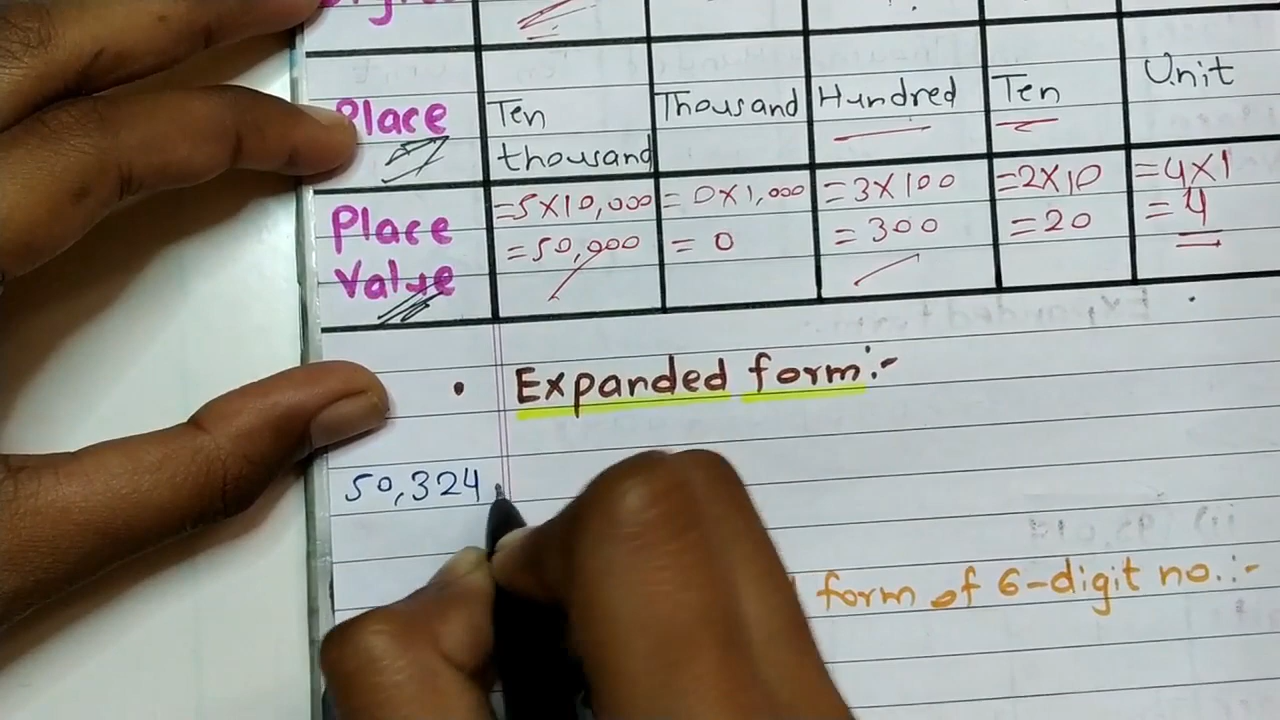 Place Ten thousand Thousand Hundred Ten Unit
Place Value =5×10,000 =0×1,000 =3×100 =2×10 =4×1
=50,000 =0 =300 =20 =4
• Expanded form:-
50,324
form of 6-digit no.:-